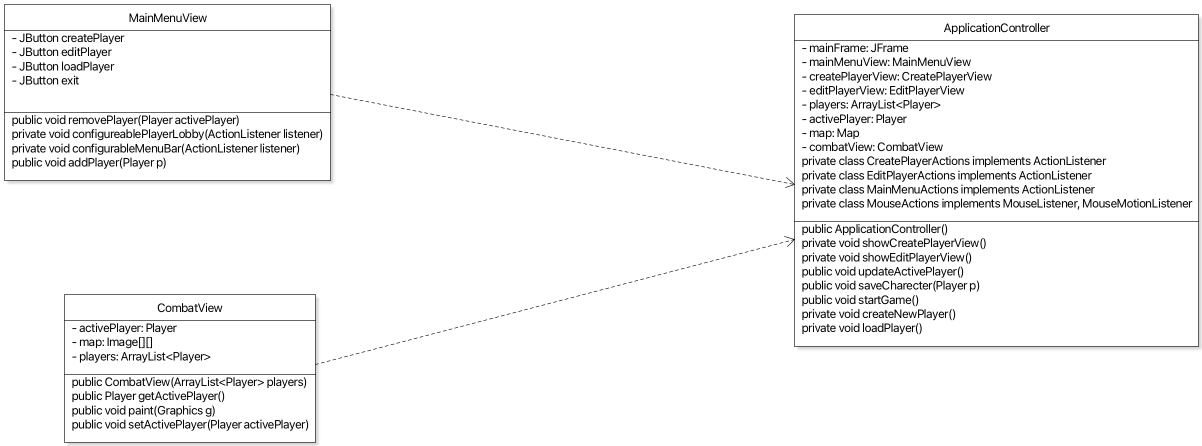 MainMenuView
- JButton createPlayer
- JButton editPlayer
- JButton loadPlayer
- JButton exit
public void removePlayer(Player activePlayer)
private void configureablePlayerLobby(ActionListener listener)
private void configurableMenuBar(ActionListener listener)
public void addPlayer(Player p)
ApplicationController
- mainFrame: JFrame
- mainMenuView: MainMenuView
- createPlayerView: CreatePlayerView
- editPlayerView: EditPlayerView
- players: ArrayList<Player>
- activePlayer: Player
- map: Map
- combatView: CombatView
private class CreatePlayerActions implements ActionListener
private class EditPlayerActions implements ActionListener
private class MainMenuActions implements ActionListener
private class MouseActions implements MouseListener, MouseMotionListener
public ApplicationController()
private void showCreatePlayerView()
private void showEditPlayerView()
public void updateActivePlayer()
public void saveCharecter(Player p)
public void startGame()
private void createNewPlayer()
private void loadPlayer()
CombatView
- activePlayer: Player
- map: Image[][]
- players: ArrayList<Player>
public CombatView(ArrayList<Player> players)
public Player getActivePlayer()
public void paint(Graphics g)
public void setActivePlayer(Player activePlayer)